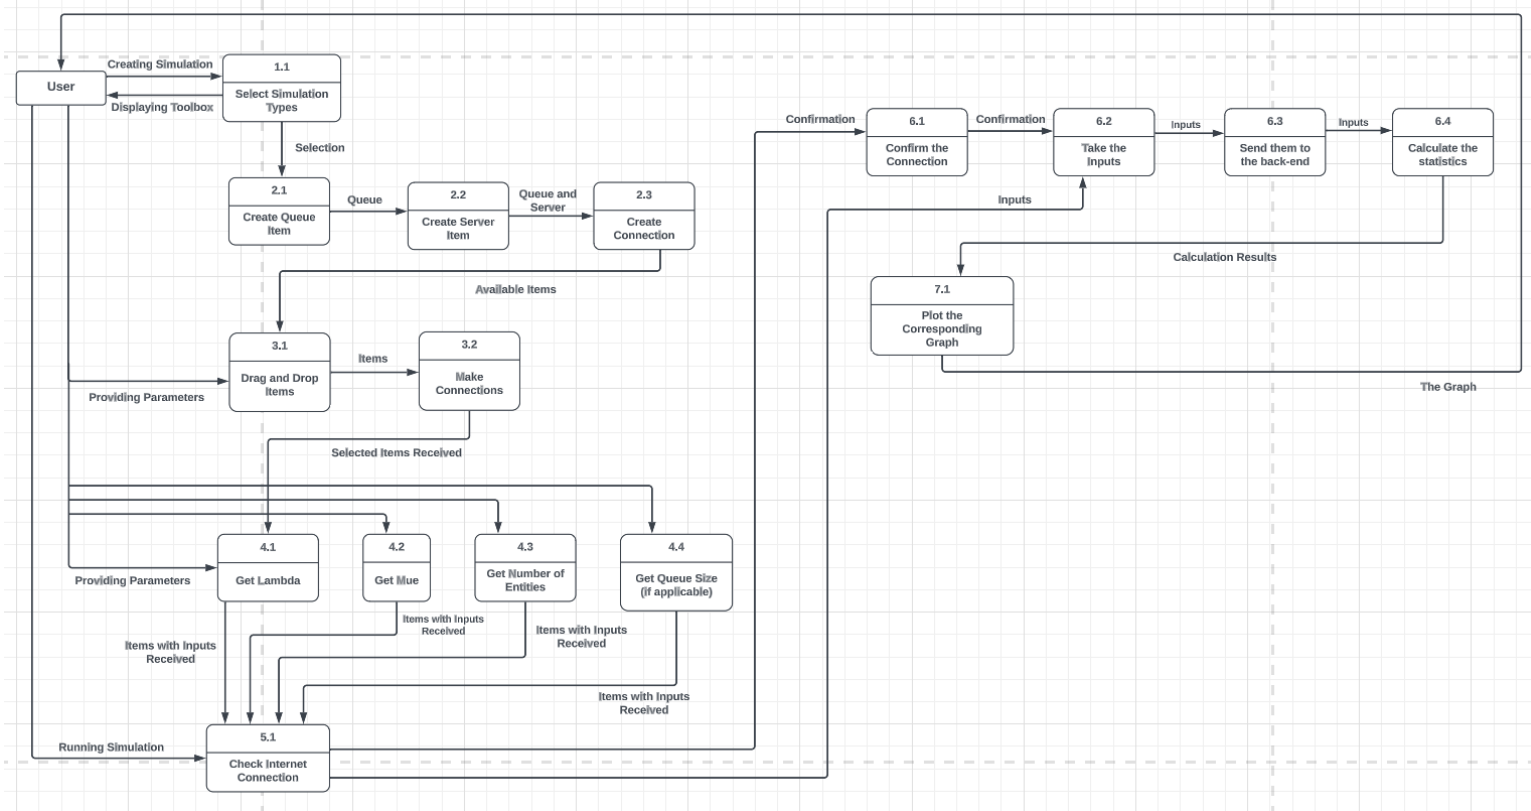 Creating Simulation
User
Displaying Toolbox
1.1
Select Simulation
Types
Selection
2.1
Create Queue
Item
Queue
2.2
Create Server
Item
Queue and
Server
2.3
Create
Connection
Available Items
3.1
Drag and Drop
Items
Items
3.2
Make
Connections
Providing Parameters
Selected Items Received
4.1
Get Lambda
4.2
Get Mue
4.3
Get Number of
Entities
4.4
Get Queue Size
(if applicable)
Providing Parameters
Items with Inputs
Received
Items with Inputs
Received
Items with Inputs
Received
Items with Inputs
Received
Running Simulation
5.1
Check Internet
Connection
Confirmation
6.1
Confirm the
Connection
Confirmation
6.2
Take the
Inputs
Inputs
6.3
Send them to
the back-end
Inputs
6.4
Calculate the
statistics
Inputs
Calculation Results
7.1
Plot the
Corresponding
Graph
The Graph